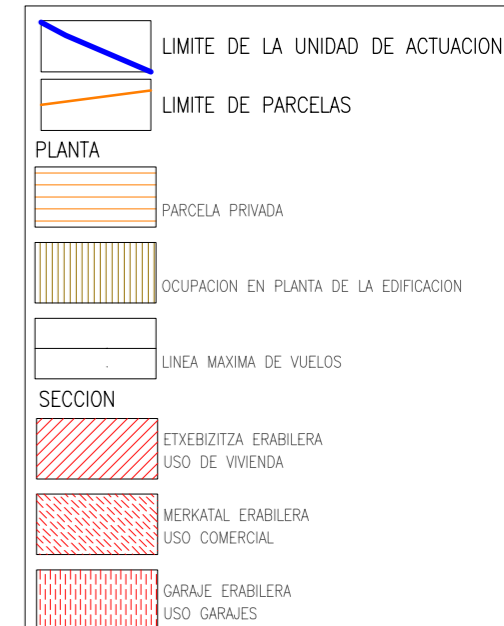 LIMITE DE LA UNIDAD DE ACTUACION
LIMITE DE PARCELAS
PLANTA
PARCELA PRIVADA
OCUPACION EN PLANTA DE LA EDIFICACION
LINEA MAXIMA DE VUELOS
SECCION
ETXEBIZITZA ERABILERA
USO DE VIVIENDA
MERKATAL ERABILERA
USO COMERCIAL
GARAJE ERABILERA
USO GARAJES